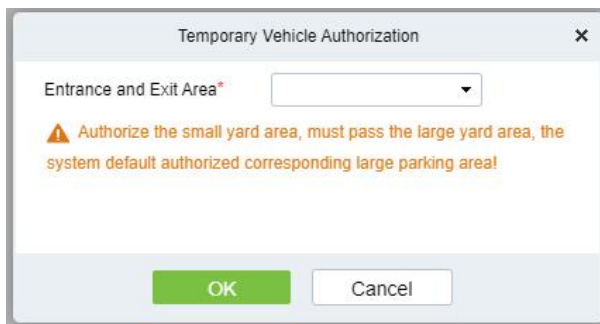 Temporary Vehicle Authorization
Entrance and Exit Area*
Authorize the small yard area, must pass the large yard area, the
system default authorized corresponding large parking area!
OK Cancel